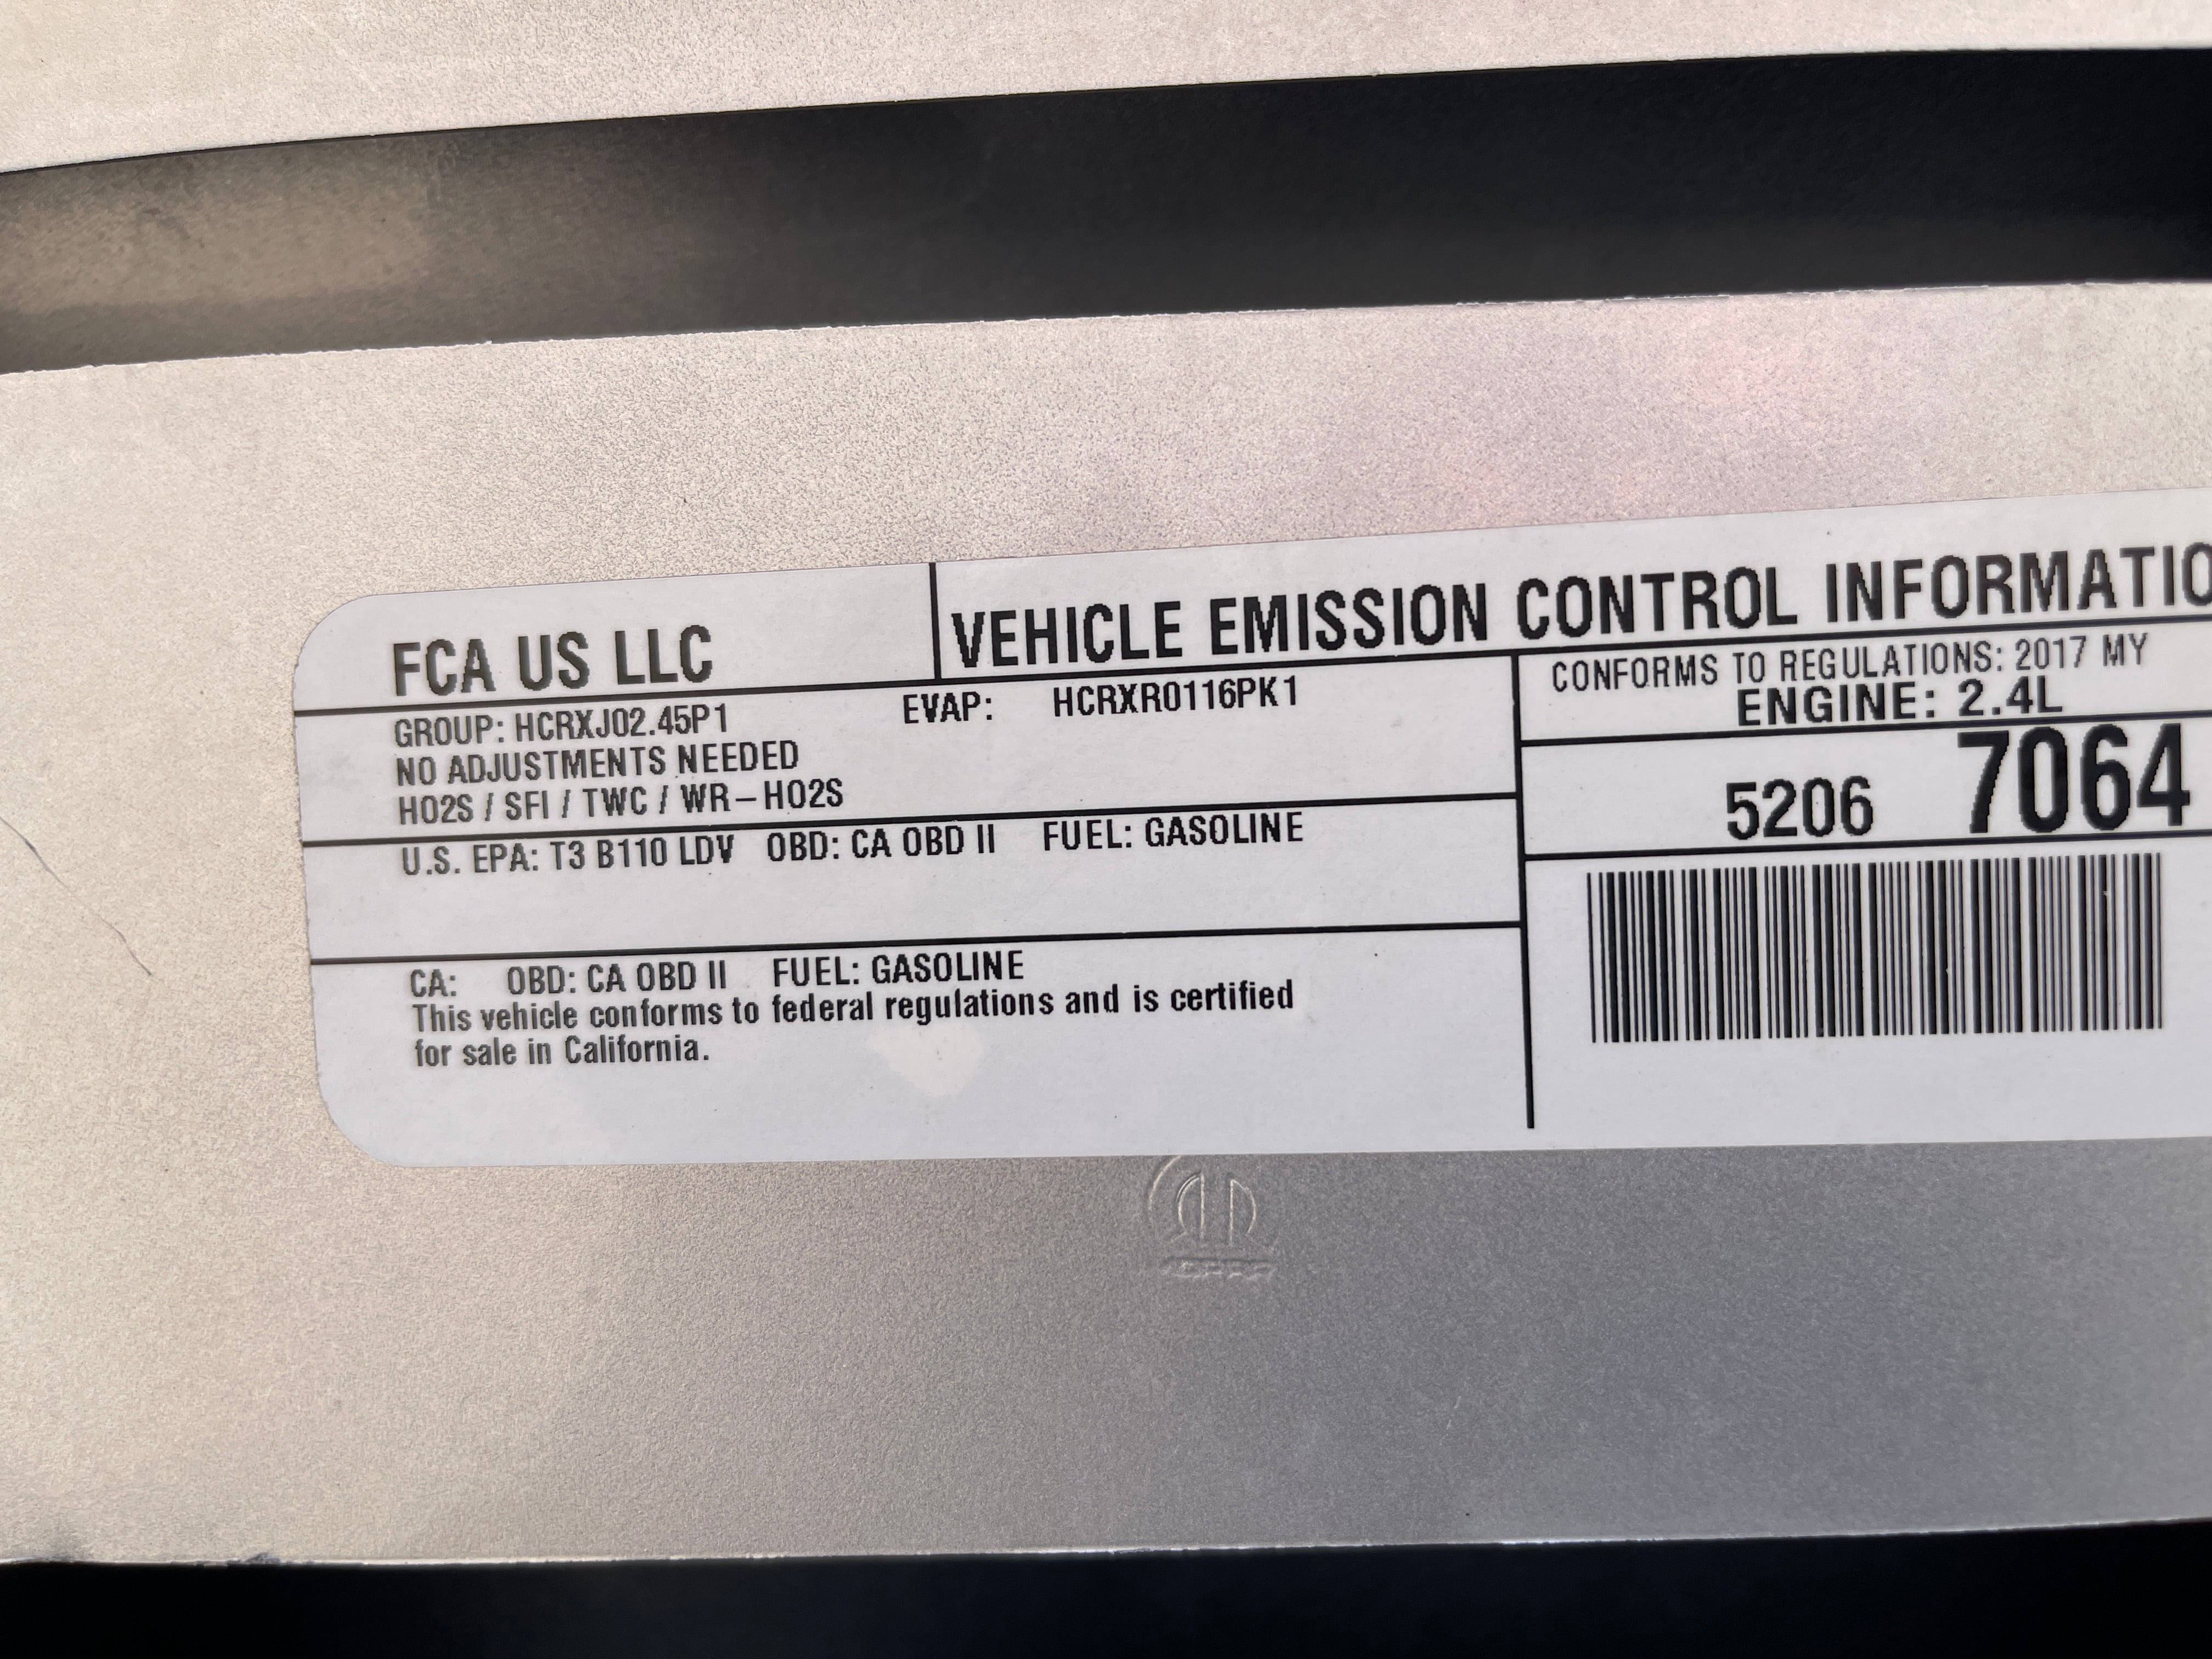 FCA US LLC
VEHICLE EMISSION CONTROL INFORMATIO
GROUP: HCRXJ02.45P1 EVAP: HCRXR0116PK1
NO ADJUSTMENTS NEEDED
HO2S / SFI / TWC / WR-HO2S
U.S. EPA: T3 B110 LDV OBD: CA OBD II FUEL: GASOLINE
CA: OBD: CA OBD II FUEL: GASOLINE
This vehicle conforms to federal regulations and is certified
for sale in California.
CONFORMS TO REGULATIONS: 2017 MY
ENGINE: 2.4L
5206 7064